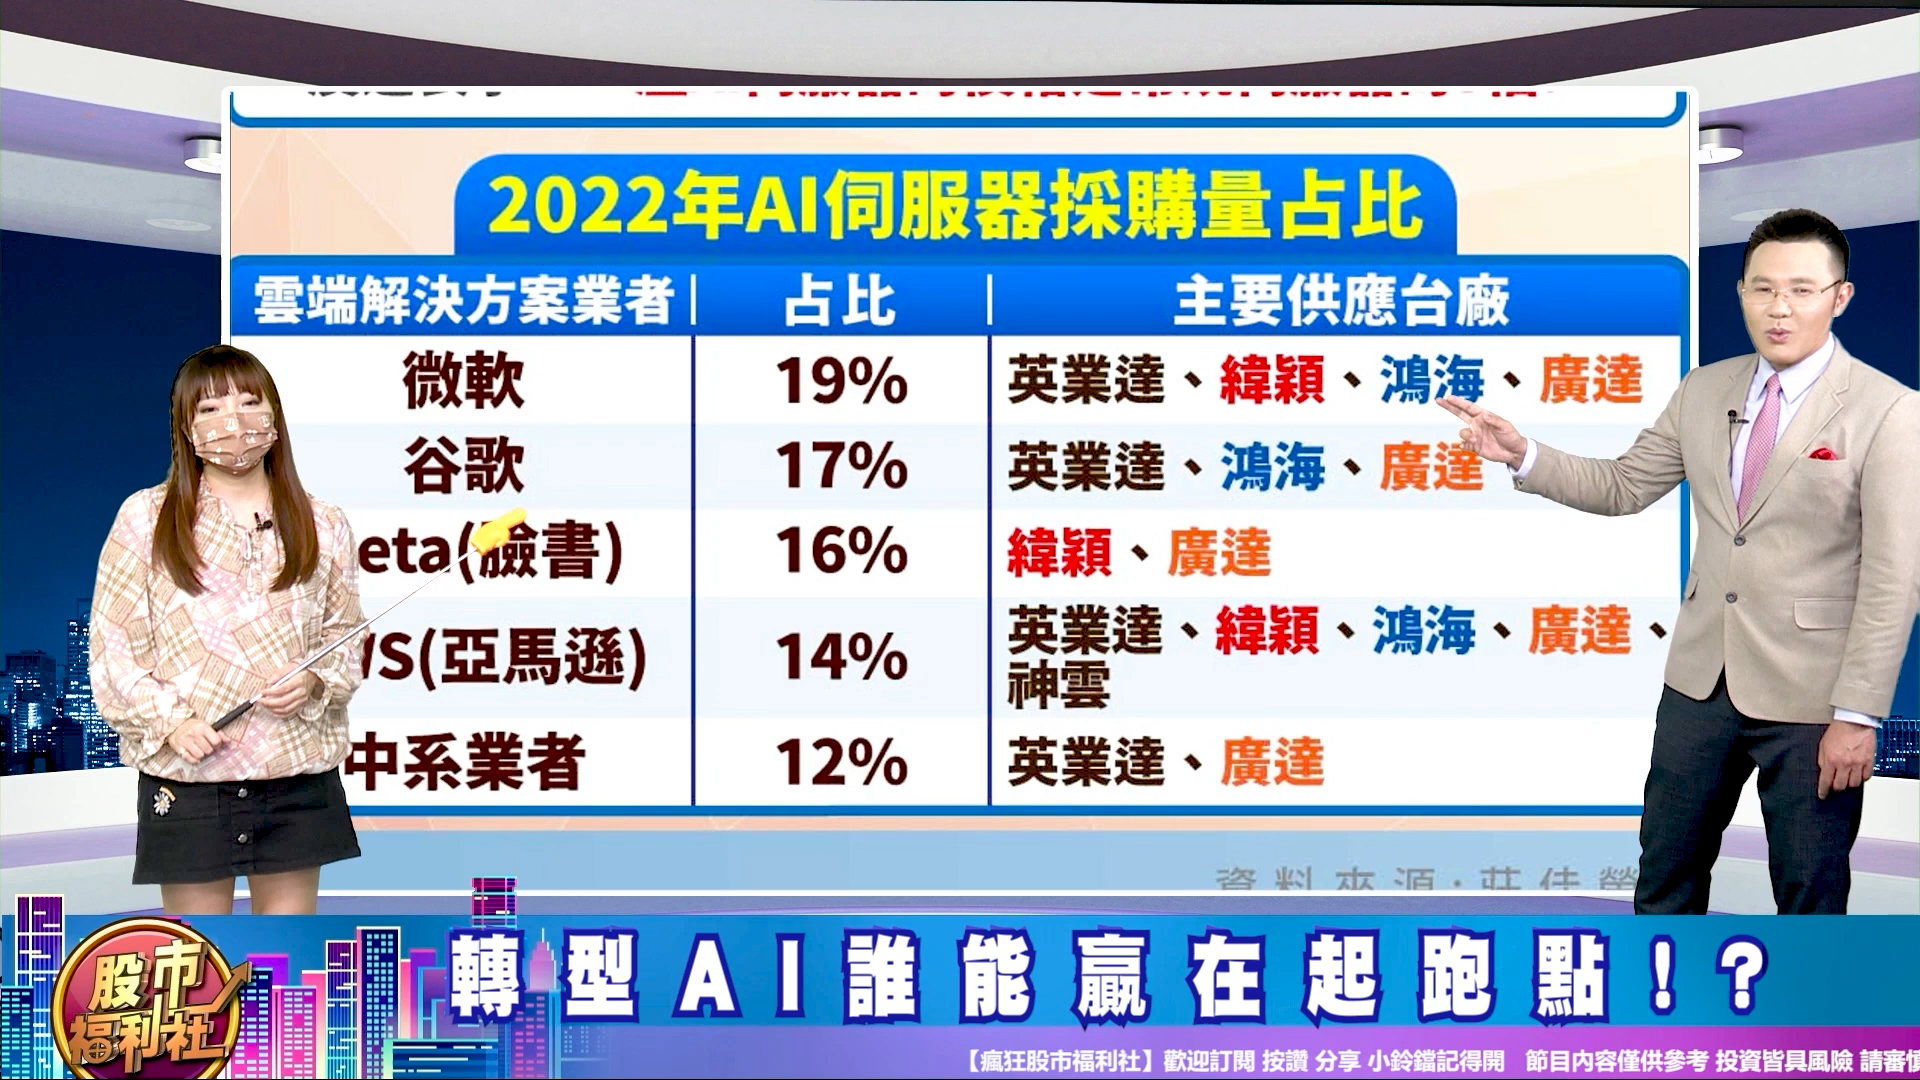 2022年AI伺服器採購量占比
雲端解決方案業者 占比 主要供應台廠
微軟 19% 英業達、緯穎、鴻海、廣達
谷歌 17% 英業達、鴻海、廣達
eta(臉書) 16% 緯穎、廣達
S(亞馬遜) 14% 英業達、緯穎、鴻海、廣達、
神雲
中系業者 12% 英業達、廣達
資料來源:莊佳螢
轉型AI誰能贏在起跑點!?
股市
福利社
【瘋狂股市福利社】歡迎訂閱 按讚 分享 小鈴鐺記得開 節目內容僅供參考 投資皆具風險 請審慎